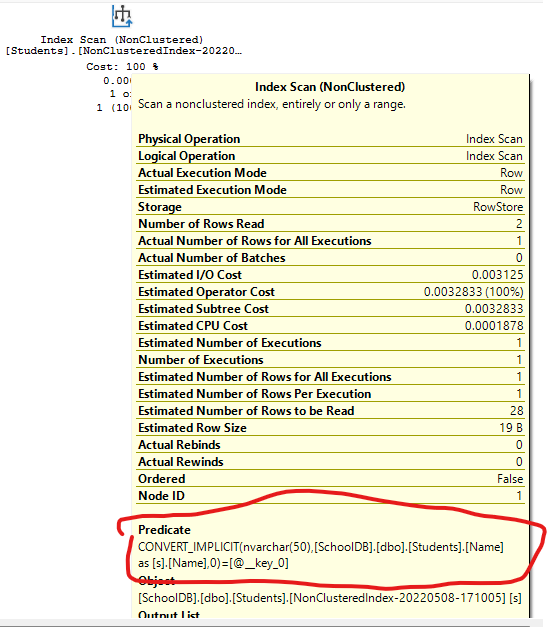 Index Scan (NonClustered)
[Students].[NonClusteredIndex-20220…
Cost: 100 %
0.00
1 o
1 (10
Index Scan (NonClustered)
Scan a nonclustered index, entirely or only a range.
Physical Operation Index Scan
Logical Operation Index Scan
Actual Execution Mode Row
Estimated Execution Mode Row
Storage RowStore
Number of Rows Read 2
Actual Number of Rows for All Executions 1
Actual Number of Batches 0
Estimated I/O Cost 0.003125
Estimated Operator Cost 0.0032833 (100%)
Estimated Subtree Cost 0.0032833
Estimated CPU Cost 0.0001878
Estimated Number of Executions 1
Number of Executions 1
Estimated Number of Rows for All Executions 1
Estimated Number of Rows Per Execution 1
Estimated Number of Rows to be Read 28
Estimated Row Size 19 B
Actual Rebinds 0
Actual Rewinds 0
Ordered False
Node ID 1
Predicate
CONVERT_IMPLICIT(nvarchar(50),[SchoolDB].[dbo].[Students].[Name]
as [s].[Name],0)=[@__key_0]
Object
[SchoolDB].[dbo].[Students].[NonClusteredIndex-20220508-171005] [s]
Output List